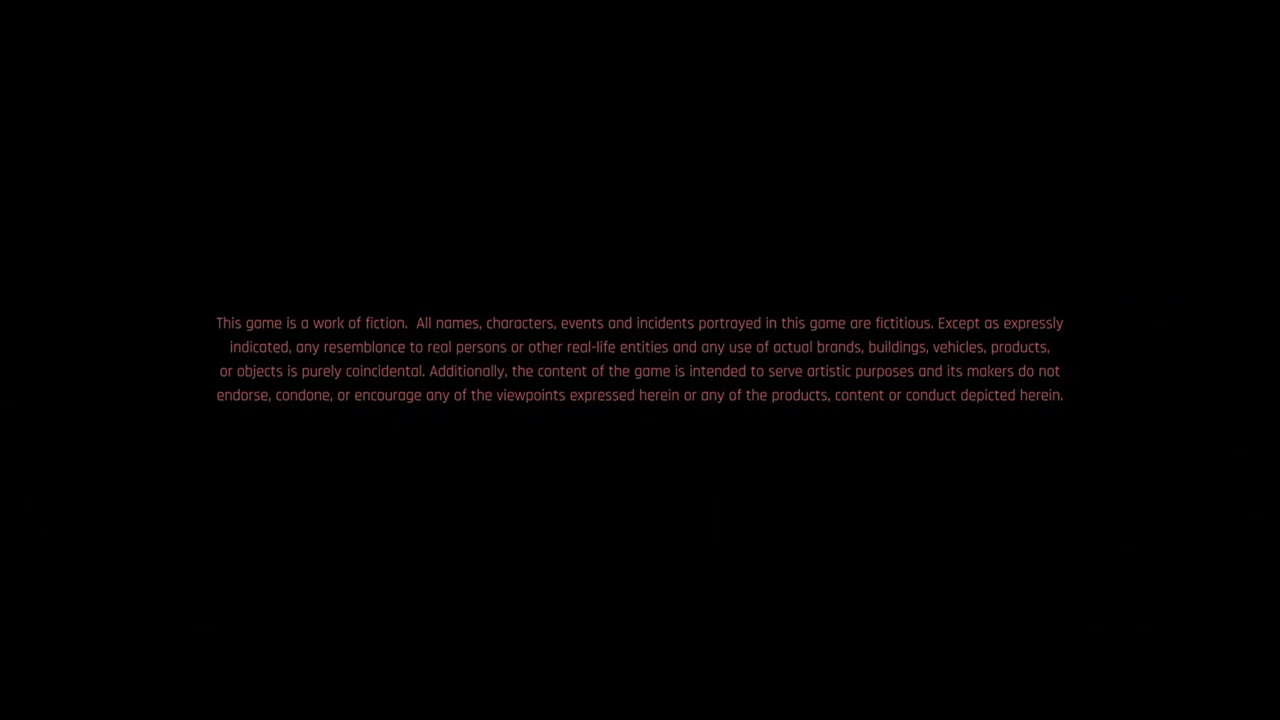 This game is a work of fiction.  All names, characters, events and incidents portrayed in this game are fictitious. Except as expressly
indicated, any resemblance to real persons or other real-life entities and any use of actual brands, buildings, vehicles, products,
or objects is purely coincidental. Additionally, the content of the game is intended to serve artistic purposes and its makers do not
endorse, condone, or encourage any of the viewpoints expressed herein or any of the products, content or conduct depicted herein.